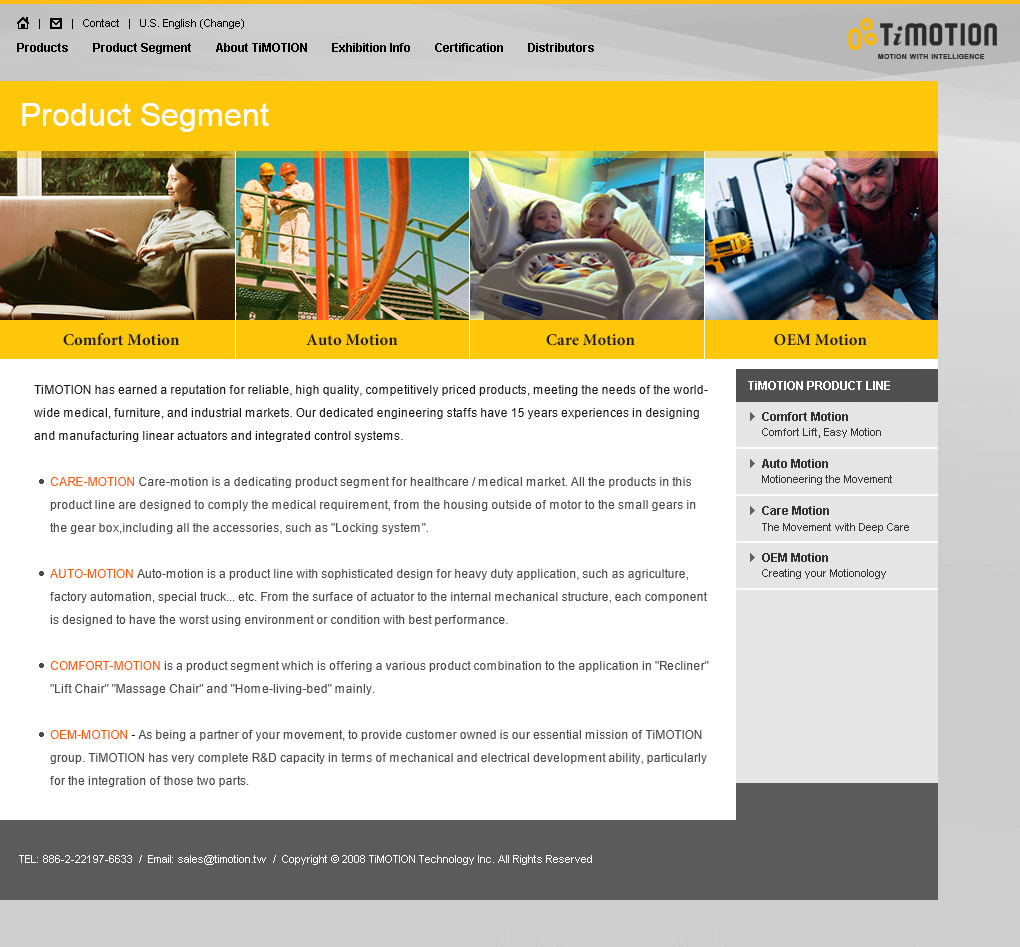 | | Contact | U.S. English (Change)
Products Product Segment About TiMOTION Exhibition Info Certification Distributors
TiMOTION
MOTION WITH INTELLIGENCE
Product Segment
Comfort Motion Auto Motion Care Motion OEM Motion
TiMOTION has earned a reputation for reliable, high quality, competitively priced products, meeting the needs of the world-
wide medical, furniture, and industrial markets. Our dedicated engineering staffs have 15 years experiences in designing
and manufacturing linear actuators and integrated control systems.
• CARE-MOTION Care-motion is a dedicating product segment for healthcare / medical market. All the products in this
product line are designed to comply the medical requirement, from the housing outside of motor to the small gears in
the gear box,including all the accessories, such as "Locking system".
• AUTO-MOTION Auto-motion is a product line with sophisticated design for heavy duty application, such as agriculture,
factory automation, special truck... etc. From the surface of actuator to the internal mechanical structure, each component
is designed to have the worst using environment or condition with best performance.
• COMFORT-MOTION is a product segment which is offering a various product combination to the application in "Recliner"
"Lift Chair" "Massage Chair" and "Home-living-bed" mainly.
• OEM-MOTION - As being a partner of your movement, to provide customer owned is our essential mission of TiMOTION
group. TiMOTION has very complete R&D capacity in terms of mechanical and electrical development ability, particularly
for the integration of those two parts.
TiMOTION PRODUCT LINE
Comfort Motion
Comfort Lift, Easy Motion
Auto Motion
Motioneering the Movement
Care Motion
The Movement with Deep Care
OEM Motion
Creating your Motionology
TEL: 886-2-22197-6633 / Email: sales@timotion.tw / Copyright © 2008 TiMOTION Technology Inc. All Rights Reserved